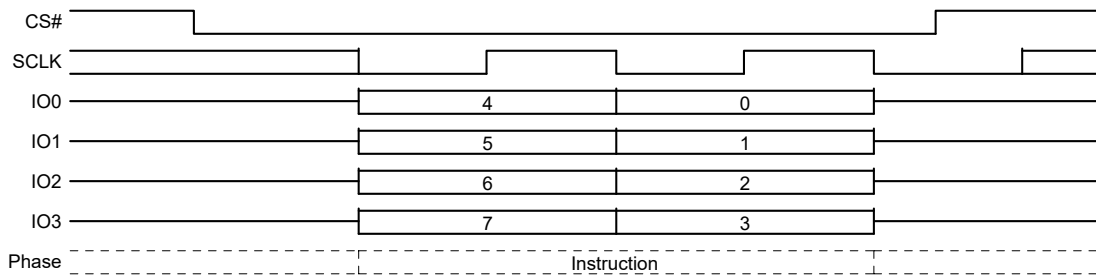 CS#
SCLK
IO0 4 0
IO1 5 1
IO2 6 2
IO3 7 3
Phase Instruction